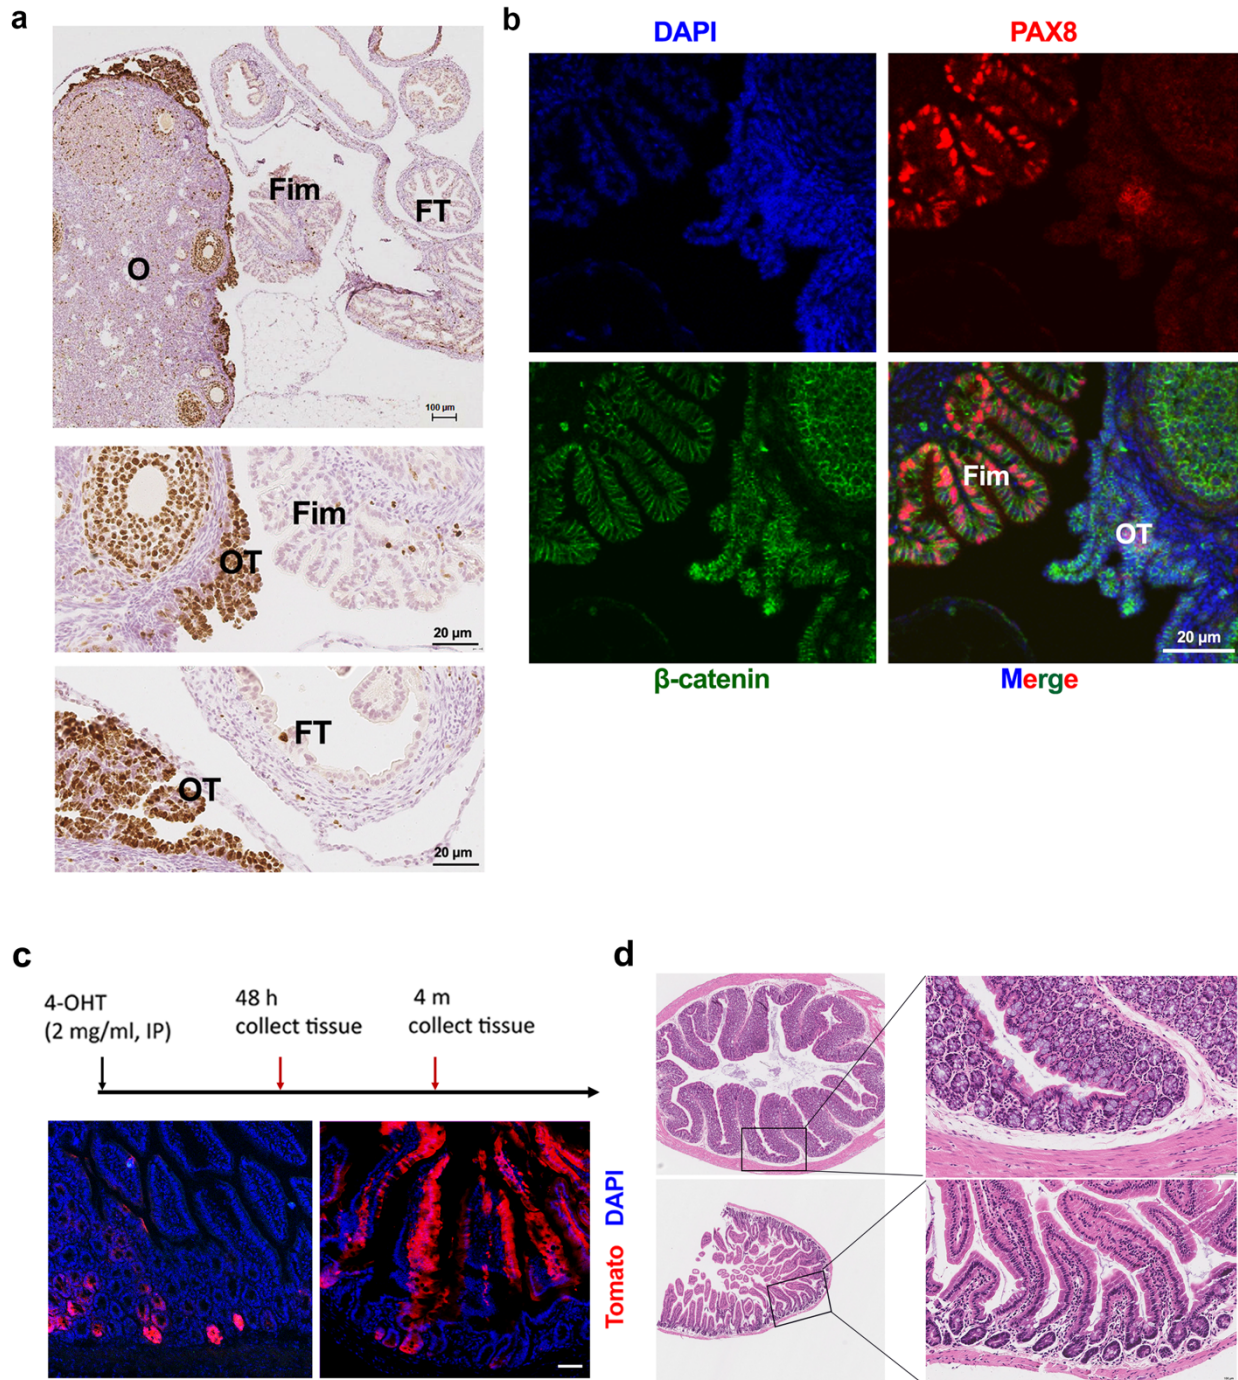 a
O
Fim
FT
100 µm
OT
Fim
20 µm
OT
FT
20 µm
b
DAPI
PAX8
Fim
OT
20 µm
β-catenin
Merge
c
4-OHT
(2 mg/ml, IP)
48 h
collect tissue
4 m
collect tissue
Tomato DAPI
d